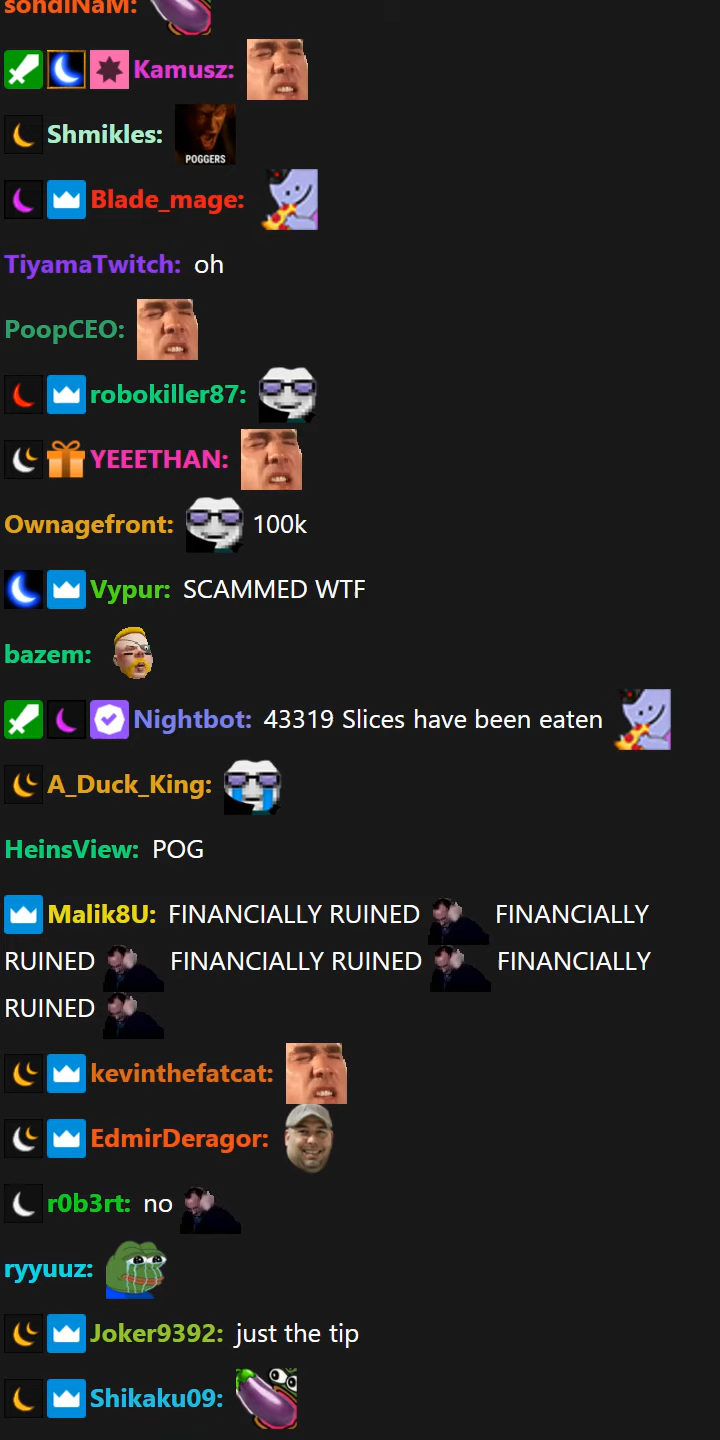 sondiNaM:
Kamusz:
Shmikles: POGGERS
Blade_mage:
TiyamaTwitch: oh
PoopCEO:
robokiller87:
YEEETHAN:
Ownagefront: 100k
Vypur: SCAMMED WTF
bazem:
Nightbot: 43319 Slices have been eaten
A_Duck_King:
HeinsView: POG
Malik8U: FINANCIALLY RUINED FINANCIALLY
RUINED FINANCIALLY RUINED FINANCIALLY
RUINED
kevinthefatcat:
EdmirDeragor:
r0b3rt: no
ryyuuz:
Joker9392: just the tip
Shikaku09: